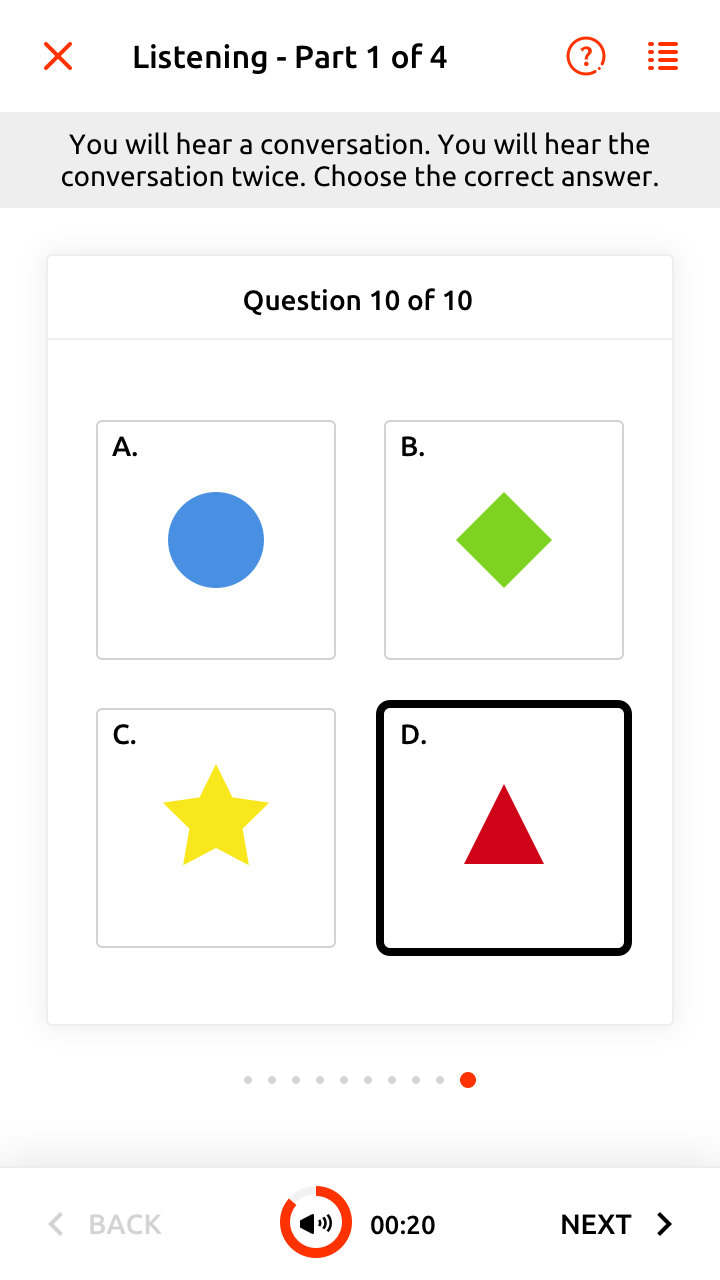 Listening - Part 1 of 4
?
You will hear a conversation. You will hear the
conversation twice. Choose the correct answer.
Question 10 of 10
A.
B.
C.
D.
BACK
00:20
NEXT